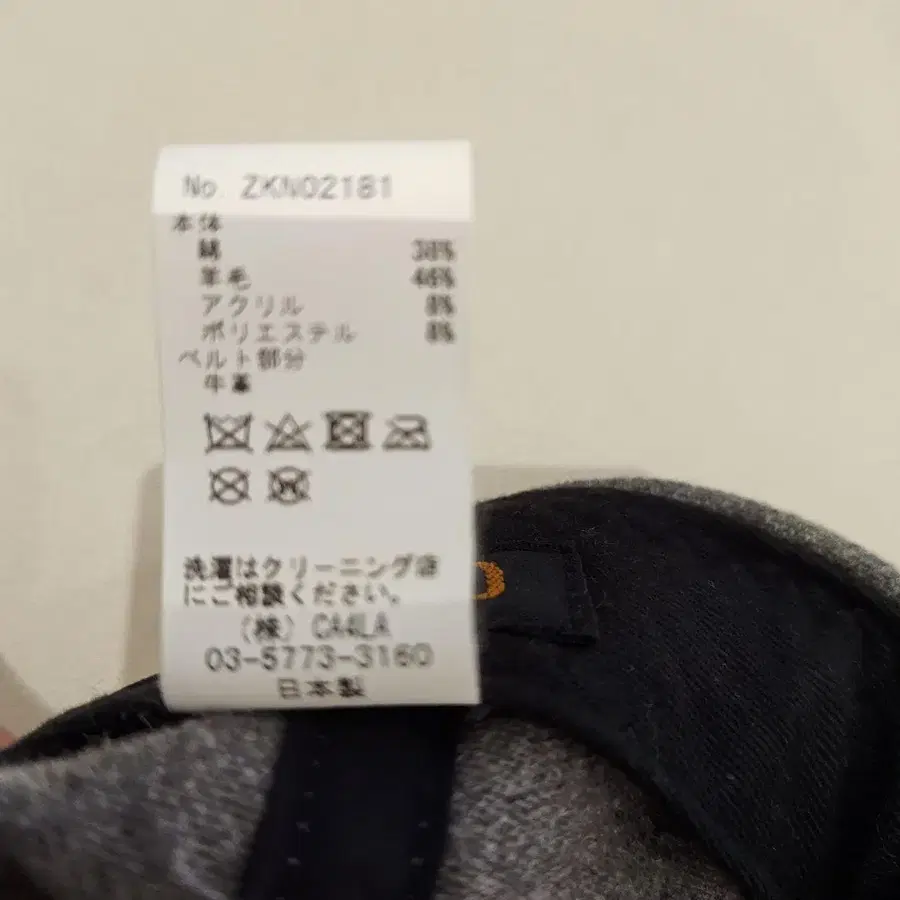 No ZKN02181
本体
綿 38%
羊毛 46%
アクリル 8%
ポリエステル 8%
ベルト部分
牛革
洗濯はクリーニング店
にご相談ください。
(株) CA4LA
03-5773-3160
日本製